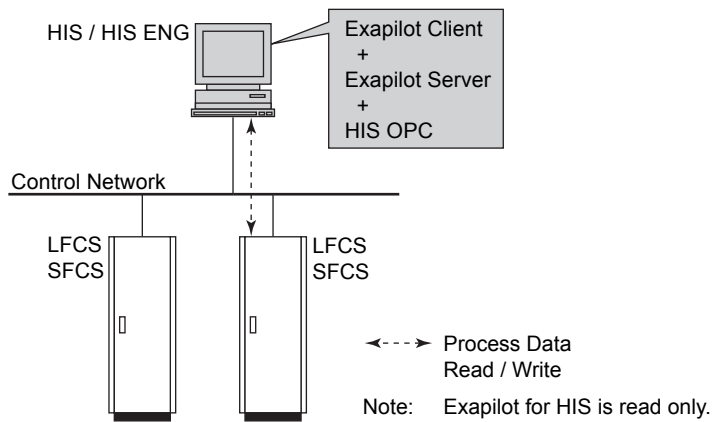 HIS / HIS ENG
Exapilot Client
+
Exapilot Server
+
HIS OPC
Control Network
LFCS
SFCS
LFCS
SFCS
Process Data
Read / Write
Note: Exapilot for HIS is read only.